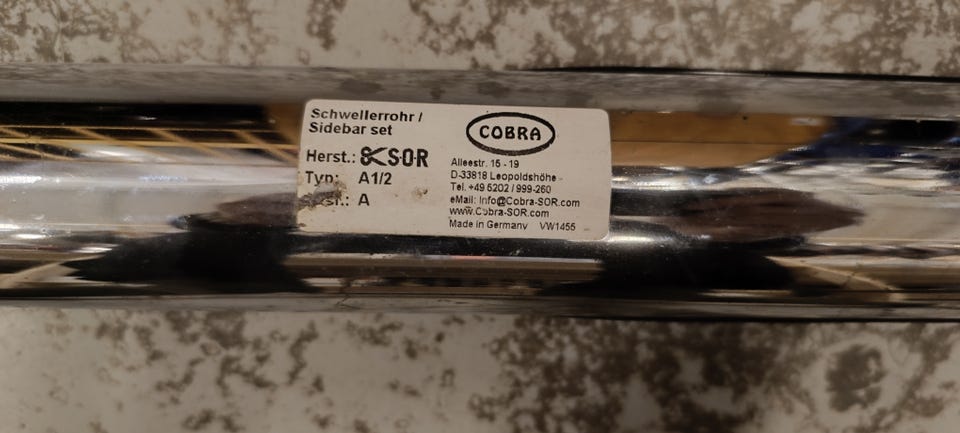 Schwellerrohr /
Sidebar set
Herst.: S·O·R
Typ: A1/2
A
COBRA
Alleestr. 15 - 19
D-33818 Leopoldshöhe
Tel. +49 5202 / 999-260
eMail: Info@Cobra-SOR.com
www.Cobra-SOR.com
Made in Germany VW1455